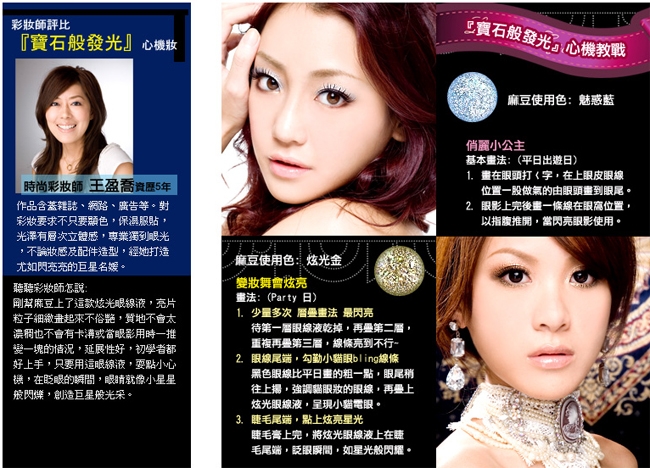 彩妝師評比
『寶石般發光』心機妝
時尚彩妝師 王盈喬資歷5年
作品含蓋雜誌、網路、廣告等。對
彩妝要求不只要顯色，保濕服貼，
光澤有層次立體感，專業獨到眼光
，不論妝感及配件造型，經她打造
尤如閃亮亮的巨星名媛。
聽聽彩妝師怎說：
剛幫麻豆上了這款炫光眼線液，亮片
粒子細緻畫起來不俗豔，質地不會太
濃稠也不會有卡溝或當眼影用時一推
變一塊的情況，延展性好，初學者都
好上手，只要用這眼線液，耍點小心
機，在眨眼的瞬間，眼睛就像小星星
般閃爍，創造巨星般光采。
『寶石般發光』心機教戰
麻豆使用色：魅惑藍
俏麗小公主
基本畫法：（平日出遊日）
1. 畫在眼頭打ㄑ字，在上眼皮眼線
位置一股做氣的由眼頭畫到眼尾。
2. 眼影上完後畫一條線在眼窩位置，
以指腹推開，當閃亮眼影使用。
麻豆使用色：炫光金
變妝舞會炫亮
畫法：（Party 日）
1. 少量多次 層疊畫法 最閃亮
待第一層眼線液乾掉，再疊第二層，
重複再疊第三層，線條亮到不行~
2. 眼線尾端，勾勒小貓眼bling線條
黑色眼線比平日畫的粗一點，眼尾稍
往上揚，強調貓眼妝的眼線，再疊上
炫光眼線液，呈現小貓電眼。
3. 睫毛尾端，點上炫亮星光
睫毛膏上完，將炫光眼線液上在睫
毛尾端，眨眼瞬間，如星光般閃耀。